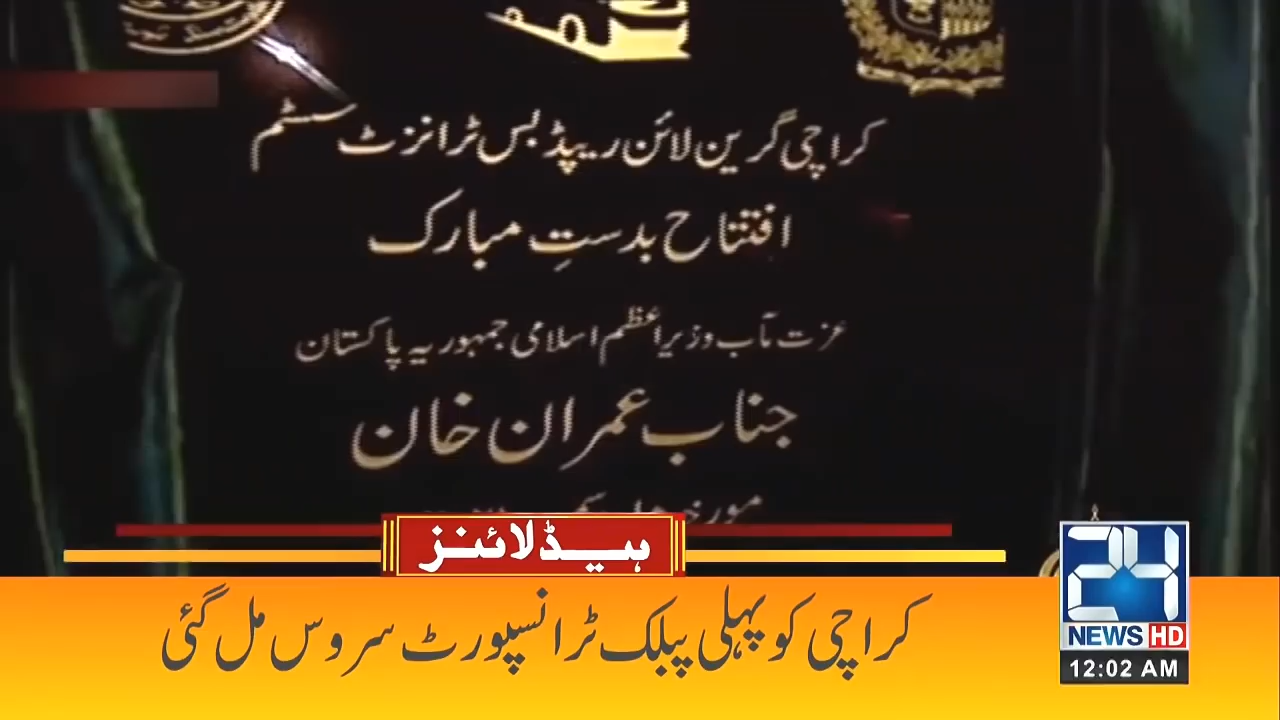 کراچی گرین لائن ریپڈ بس ٹرانزٹ سسٹم
افتتاح بدستِ مبارک
عزت مآب وزیراعظم اسلامی جمہوریہ پاکستان
جناب عمران خان
ہیڈلائنز
کراچی کو پہلی پبلک ٹرانسپورٹ سروس مل گئی
24
NEWS HD
12:02 AM